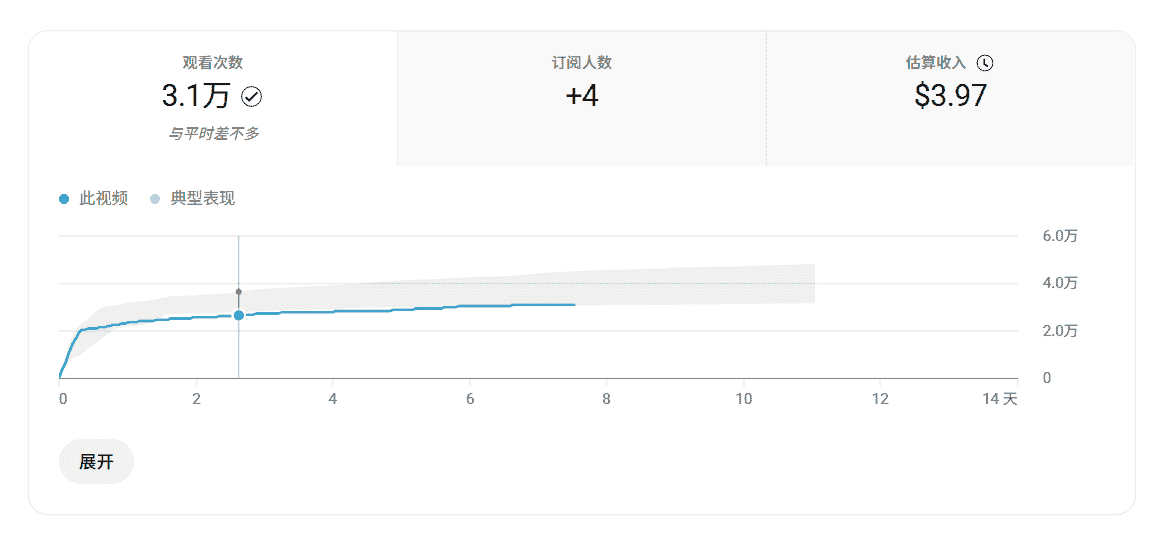 观看次数
3.1万
与平时差不多
订阅人数
+4
估算收入
$3.97
此视频
典型表现
6.0万
4.0万
2.0万
0
0 2 4 6 8 10 12 14 天
展开